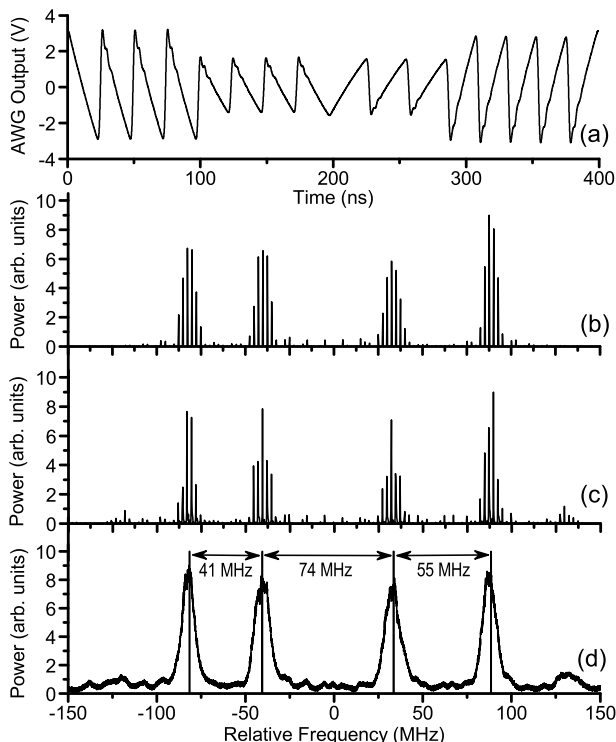 AWG Output (V)
4
2
0
-2
-4
(a)
0
100
200
300
400
Time (ns)
Power (arb. units)
10
8
6
4
2
0
(b)
Power (arb. units)
10
8
6
4
2
0
(c)
Power (arb. units)
10
8
6
4
2
0
41 MHz
74 MHz
55 MHz
(d)
-150
-100
-50
0
50
100
150
Relative Frequency (MHz)